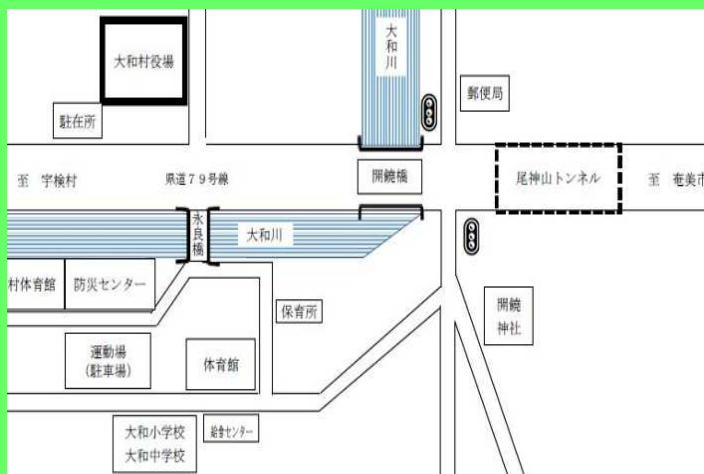 大和村役場
大和川
郵便局
駐在所
至 宇検村
県道79号線
開饒橋
尾神山トンネル
至 奄美市
永良橋
大和川
村体育館
防災センター
保育所
開饒
神社
運動場
(駐車場)
体育館
大和小学校
大和中学校
給食センター